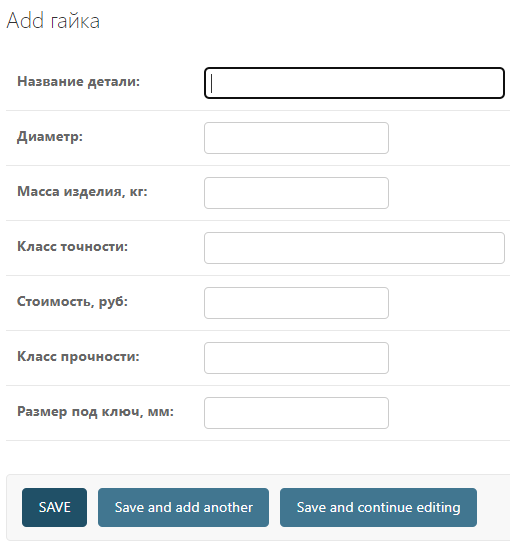 Add гайка
Название детали:
Диаметр:
Масса изделия, кг:
Класс точности:
Стоимость, руб:
Класс прочности:
Размер под ключ, мм:
SAVE Save and add another Save and continue editing